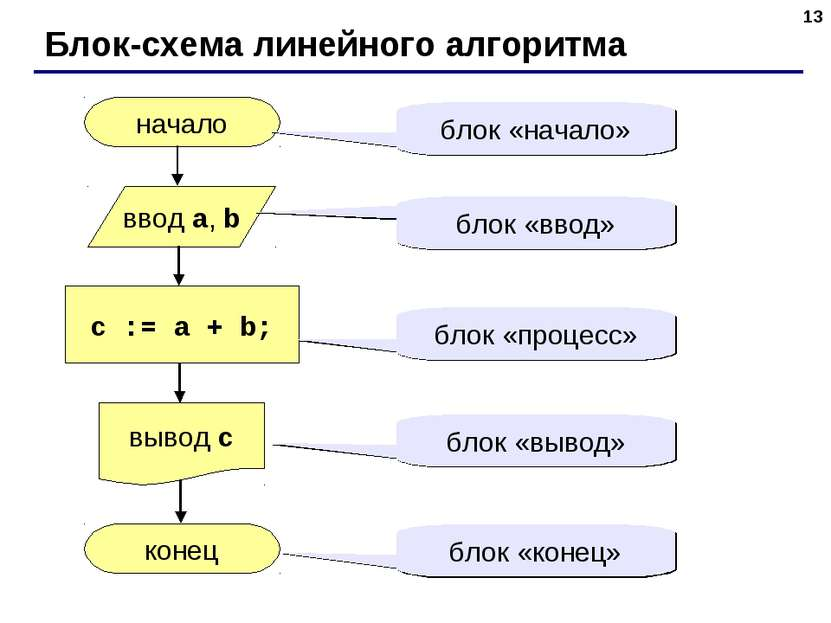 13
Блок-схема линейного алгоритма
начало
блок «начало»
ввод a, b
блок «ввод»
c := a + b;
блок «процесс»
вывод c
блок «вывод»
конец
блок «конец»